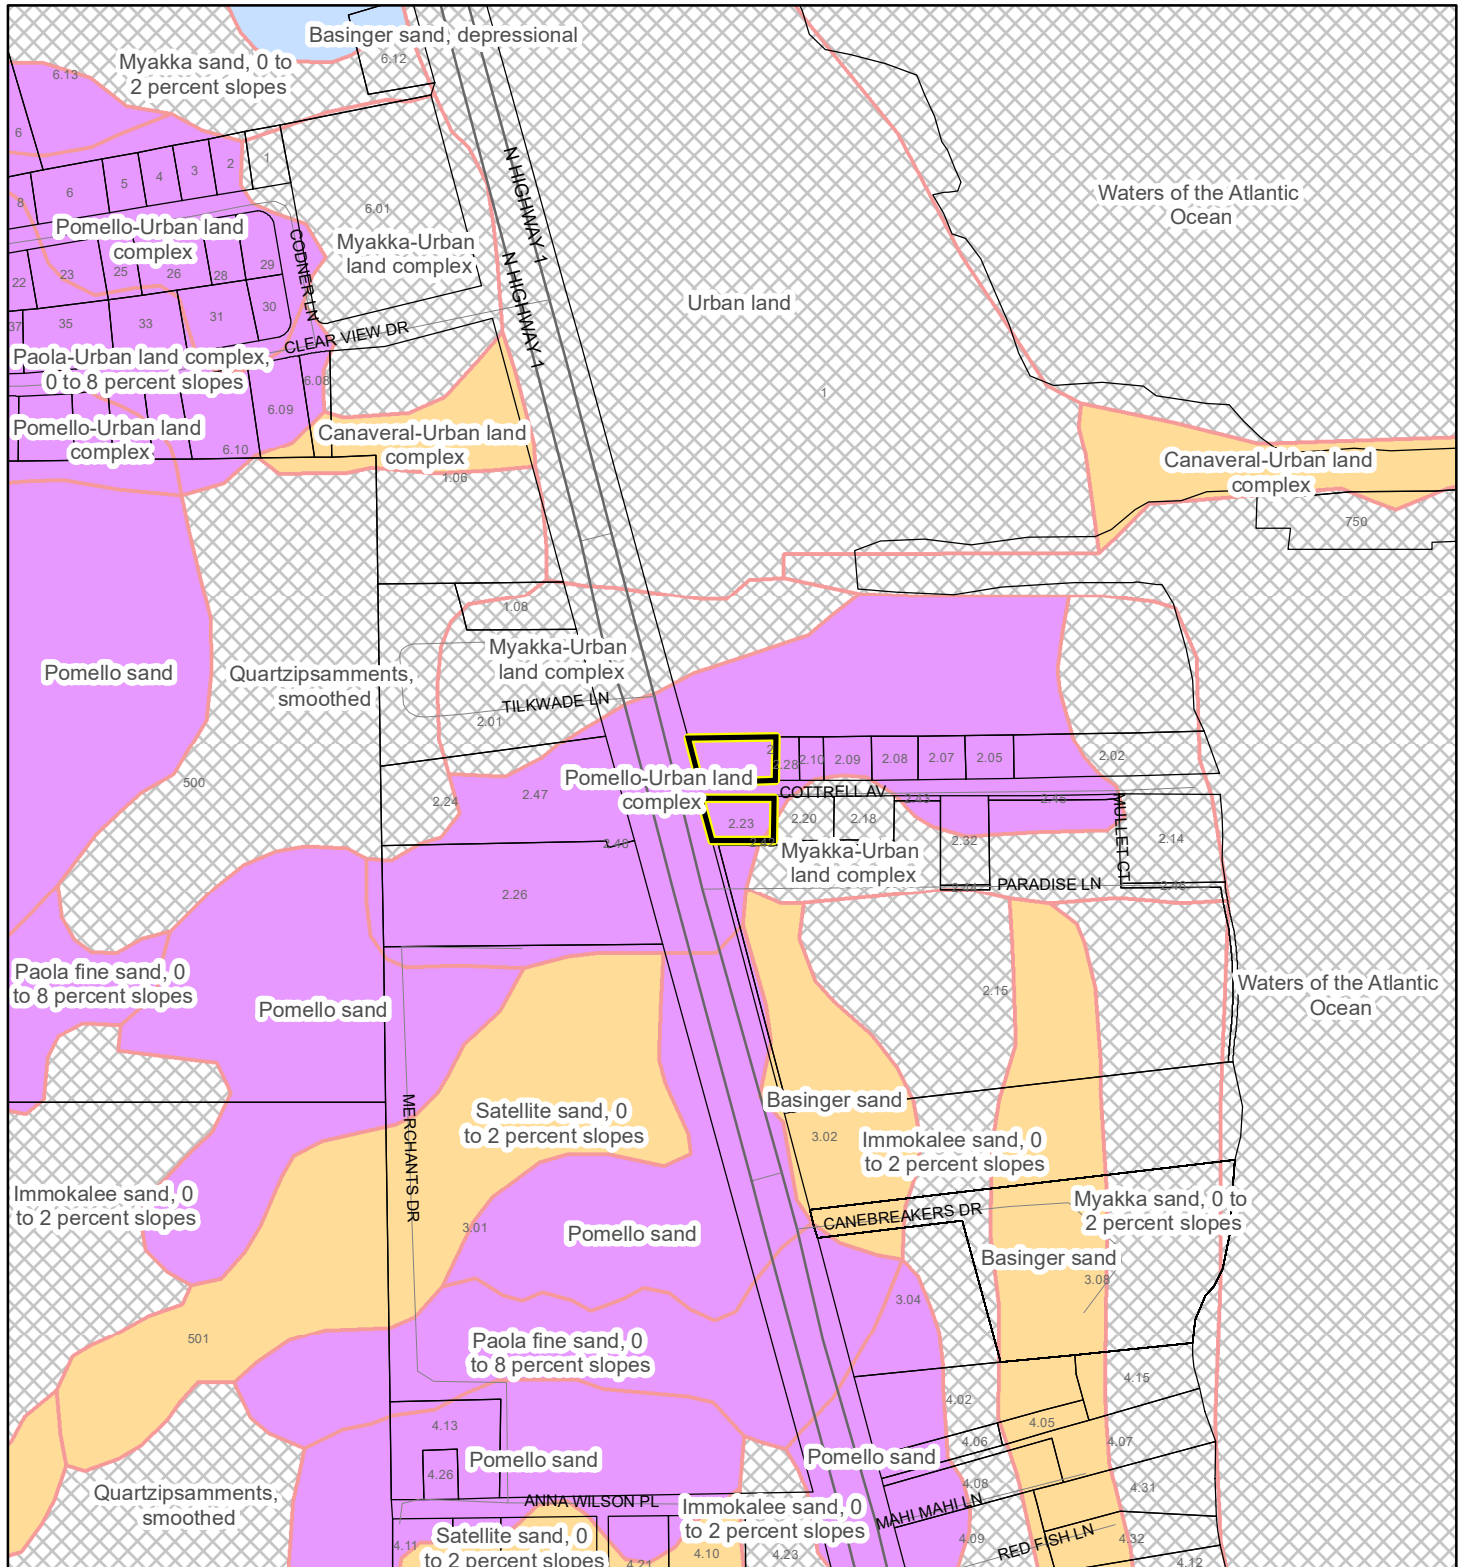 Basinger sand, depressional
6.12
Myakka sand, 0 to
2 percent slopes
6.13
6
1
2
3
4
5
6
8
6.01
N HIGHWAY 1
Waters of the Atlantic
Ocean
Pomello-Urban land
complex
CODNER LN
Myakka-Urban
land complex
N HIGHWAY 1
22
23
25
26
28
29
30
31
33
35
37
Urban land
CLEAR VIEW DR
Paola-Urban land complex,
0 to 8 percent slopes
6.08
6.09
1
Pomello-Urban land
complex
6.10
Canaveral-Urban land
complex
1.06
Canaveral-Urban land
complex
750
1.08
Myakka-Urban
land complex
Pomello sand
Quartzipsamments,
smoothed
TILKWADE LN
2.01
500
2.24
2.47
Pomello-Urban land
complex
2
2.28
2.10
2.09
2.08
2.07
2.05
2.02
COTTRELL AV
2.23
2.20
2.18
2.43
MULLET CT
2.14
2.32
2.48
Myakka-Urban
land complex
2.26
PARADISE LN
2.46
Paola fine sand, 0
to 8 percent slopes
Pomello sand
2.15
Waters of the Atlantic
Ocean
MERCHANTS DR
Satellite sand, 0
to 2 percent slopes
Basinger sand
3.02
Immokalee sand, 0
to 2 percent slopes
Immokalee sand, 0
to 2 percent slopes
Myakka sand, 0 to
2 percent slopes
CANEBREAKERS DR
3.01
Pomello sand
Basinger sand
3.08
3.04
501
Paola fine sand, 0
to 8 percent slopes
4.15
4.02
4.05
4.06
4.07
4.13
4.26
Pomello sand
Pomello sand
4.08
4.31
Quartzipsamments,
smoothed
ANNA WILSON PL
Immokalee sand, 0
to 2 percent slopes
MAHI MAHI LN
RED FISH LN
4.09
4.32
4.11
Satellite sand, 0
to 2 percent slopes
4.21
4.10
4.23
4.12